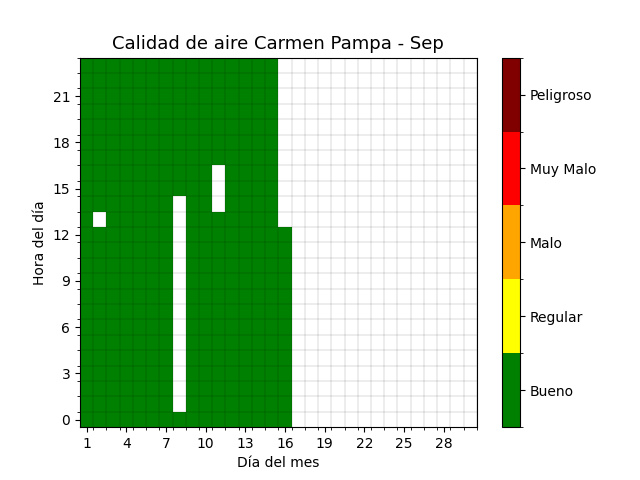 Calidad de aire Carmen Pampa - Sep
Hora del día
21
18
15
12
9
6
3
0
1 4 7 10 13 16 19 22 25 28
Día del mes
Peligroso
Muy Malo
Malo
Regular
Bueno